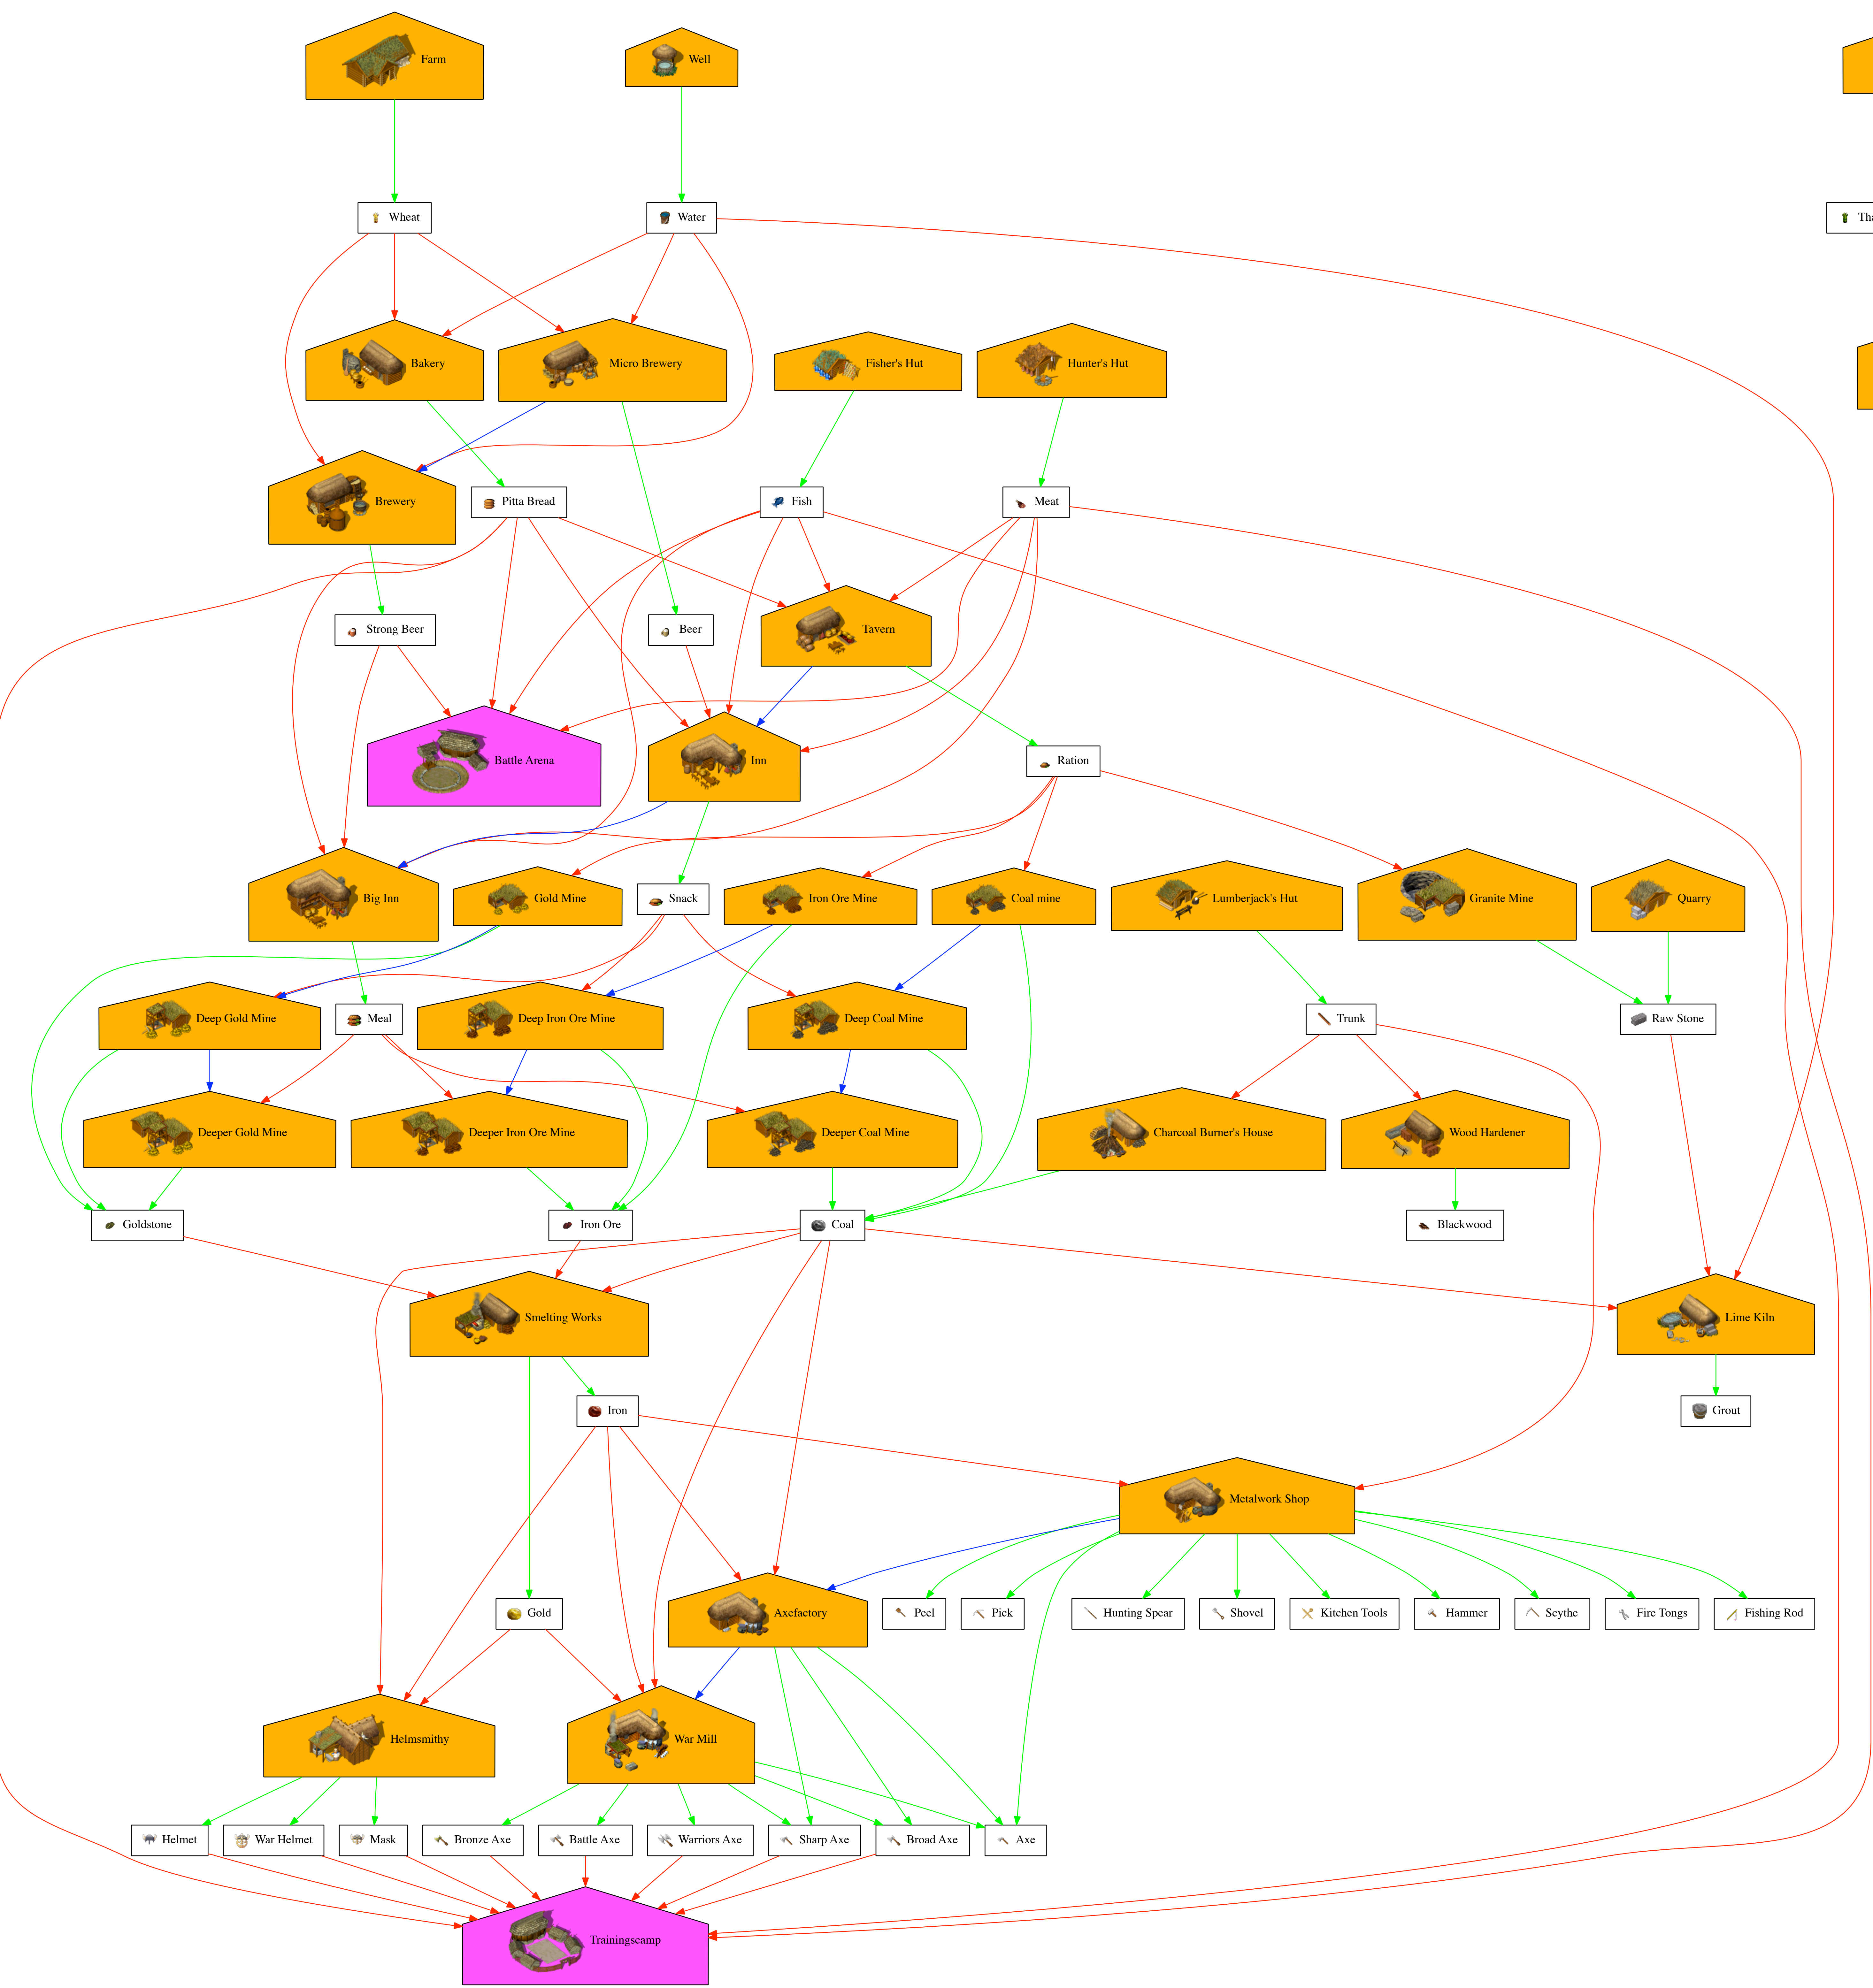 Farm
Well
Wheat
Water
Bakery
Micro Brewery
Fisher's Hut
Hunter's Hut
Brewery
Pitta Bread
Fish
Meat
Strong Beer
Beer
Tavern
Battle Arena
Inn
Ration
Big Inn
Gold Mine
Snack
Iron Ore Mine
Coal mine
Lumberjack's Hut
Granite Mine
Quarry
Deep Gold Mine
Meal
Deep Iron Ore Mine
Deep Coal Mine
Trunk
Raw Stone
Deeper Gold Mine
Deeper Iron Ore Mine
Deeper Coal Mine
Charcoal Burner's House
Wood Hardener
Goldstone
Iron Ore
Coal
Blackwood
Smelting Works
Lime Kiln
Iron
Grout
Metalwork Shop
Gold
Axefactory
Peel
Pick
Hunting Spear
Shovel
Kitchen Tools
Hammer
Scythe
Fire Tongs
Fishing Rod
Helmsmithy
War Mill
Helmet
War Helmet
Mask
Bronze Axe
Battle Axe
Warriors Axe
Sharp Axe
Broad Axe
Axe
Trainingscamp